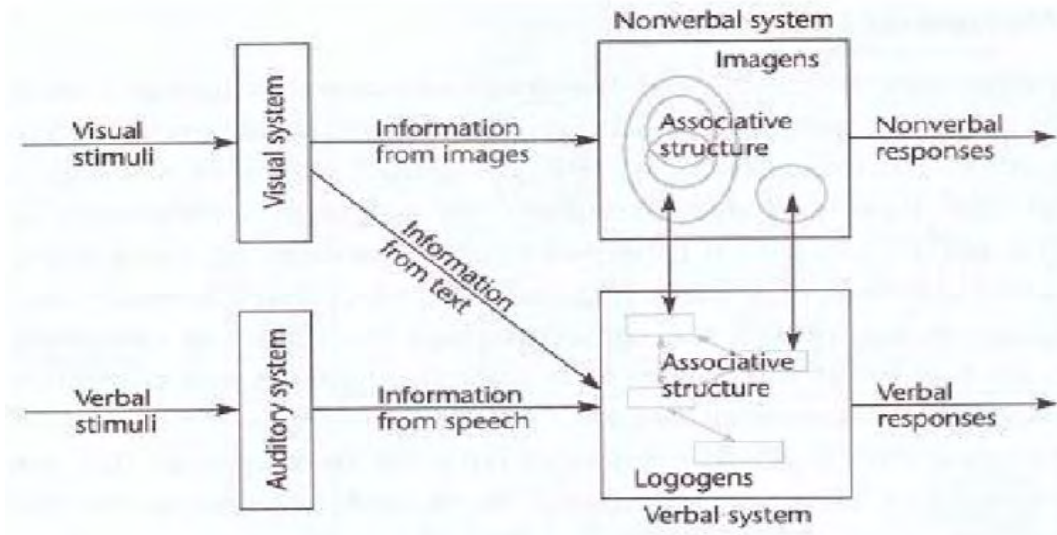 Nonverbal system
Imagens
Visual
stimuli
Visual system
Information
from images
Associative
structure
Nonverbal
responses
Information
from text
Verbal
stimuli
Auditory system
Information
from speech
Associative
structure
Verbal
responses
Logogens
Verbal system